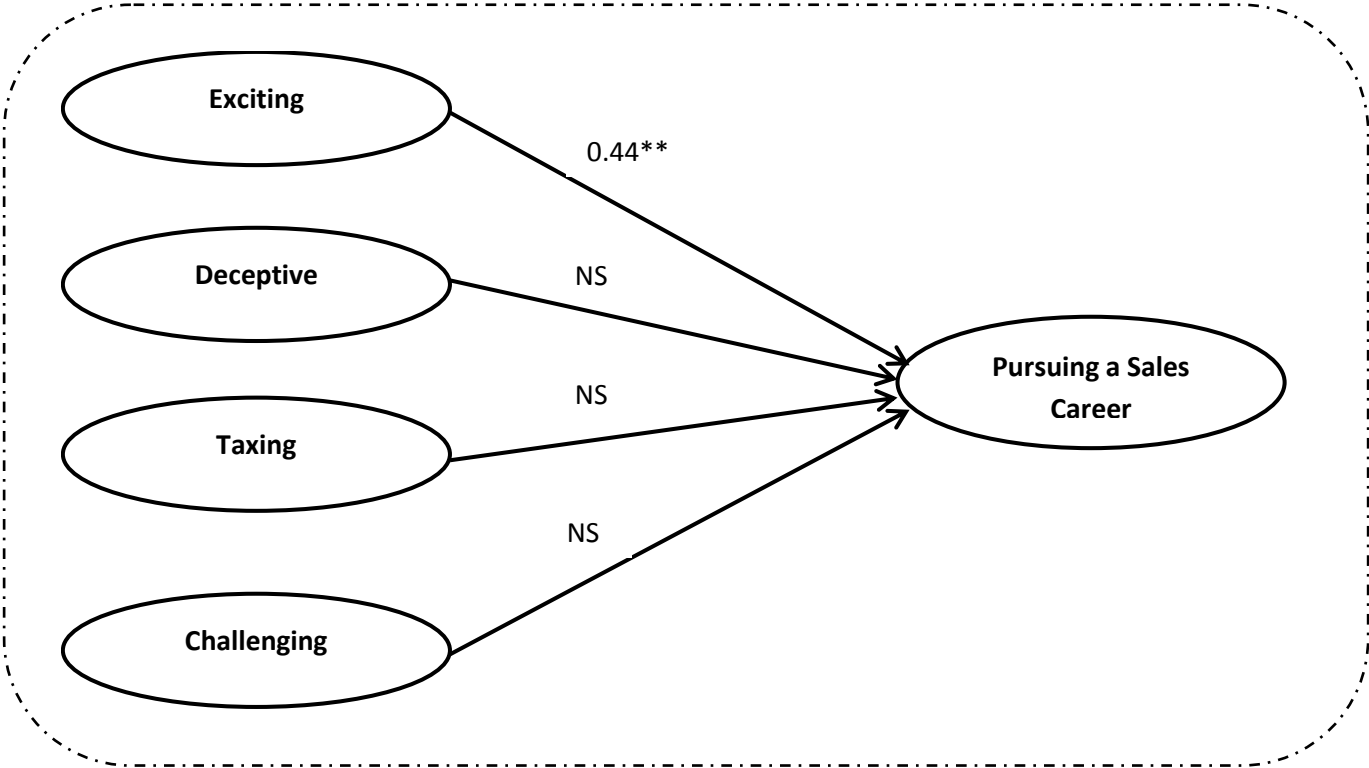 Exciting
0.44**
Deceptive
NS
NS
Pursuing a Sales
Career
Taxing
NS
Challenging